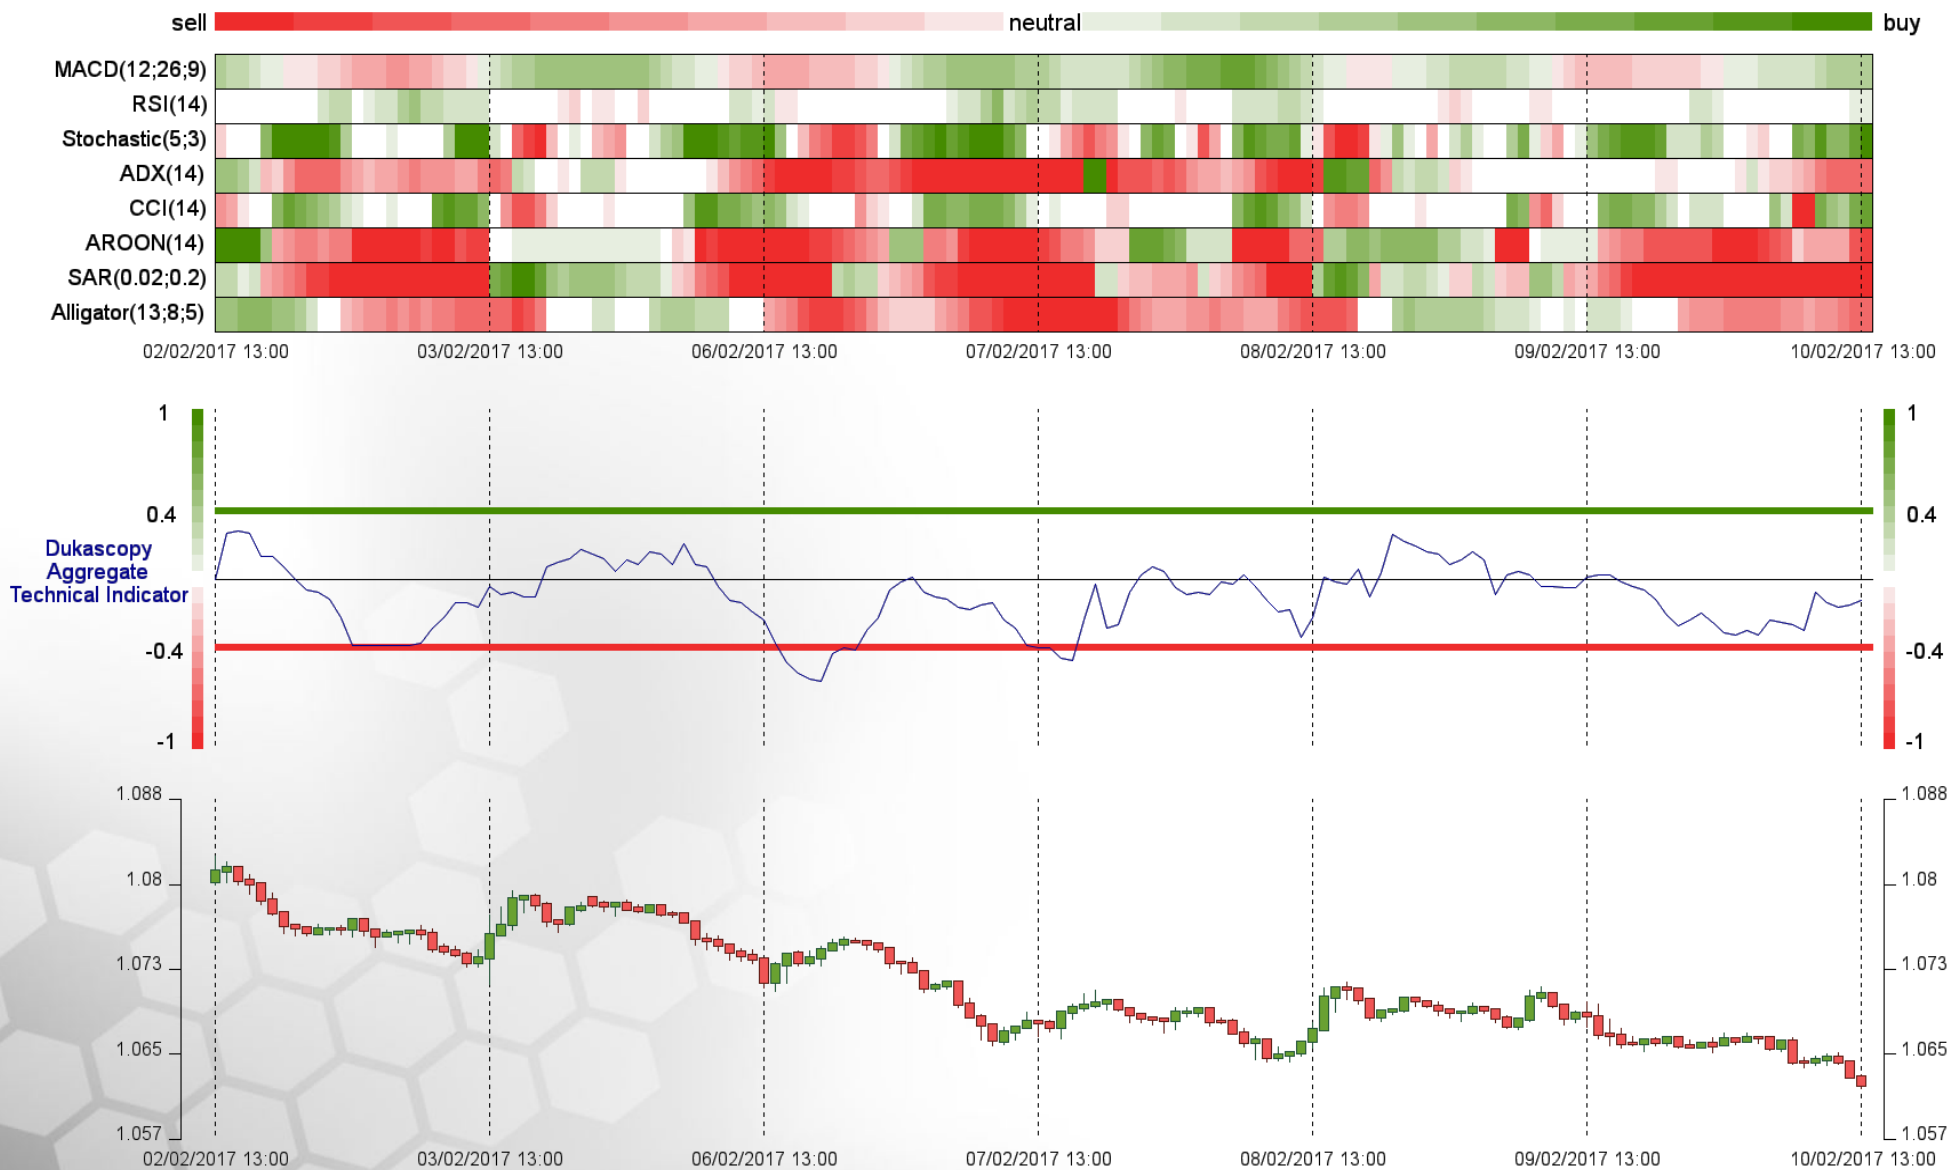 sell neutral buy
MACD(12;26;9)
RSI(14)
Stochastic(5;3)
ADX(14)
CCI(14)
AROON(14)
SAR(0.02;0.2)
Alligator(13;8;5)
02/02/2017 13:00 03/02/2017 13:00 06/02/2017 13:00 07/02/2017 13:00 08/02/2017 13:00 09/02/2017 13:00 10/02/2017 13:00
1 1
0.4 0.4
Dukascopy
Aggregate
Technical Indicator
-0.4 -0.4
-1 -1
1.088 1.088
1.08 1.08
1.073 1.073
1.065 1.065
1.057 1.057
02/02/2017 13:00 03/02/2017 13:00 06/02/2017 13:00 07/02/2017 13:00 08/02/2017 13:00 09/02/2017 13:00 10/02/2017 13:00